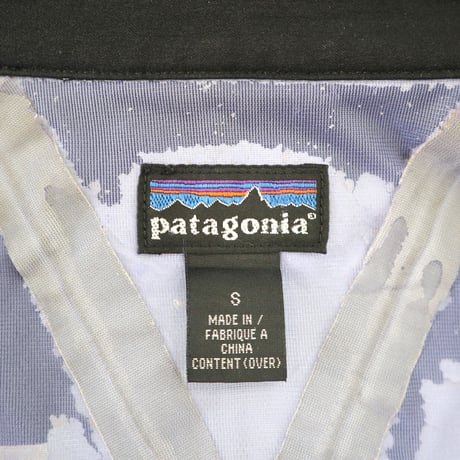 patagonia®
S
MADE IN /
FABRIQUE A
CHINA
CONTENT (OVER)